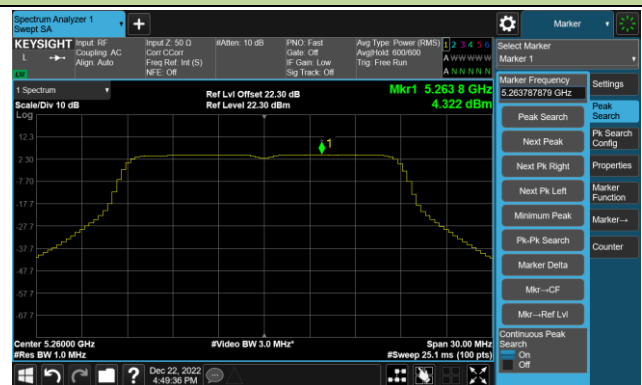 Spectrum Analyzer 1
Swept SA
+
Marker
KEYSIGHT
L
LW
Input: RF
Coupling: AC
Align: Auto
Input Z: 50 Ω
Corr CCorr
Freq Ref: Int (S)
NFE: Off
#Atten: 10 dB
PNO: Fast
Gate: Off
IF Gain: Low
Sig Track: Off
Avg Type: Power (RMS)
Avg|Hold: 600/600
Trig: Free Run
1 2 3 4 5 6
A W W W W W
A N N N N N
Select Marker
Marker 1
1 Spectrum
Scale/Div 10 dB
Log
Ref Lvl Offset 22.30 dB
Ref Level 22.30 dBm
Mkr1 5.263 8 GHz
4.322 dBm
12.3
2.30
-7.70
-17.7
-27.7
-37.7
-47.7
-57.7
-67.7
1
Center 5.26000 GHz
#Res BW 1.0 MHz
#Video BW 3.0 MHz*
Span 30.00 MHz
#Sweep 25.1 ms (100 pts)
Marker Frequency
5.263787879 GHz
Peak Search
Next Peak
Next Pk Right
Next Pk Left
Minimum Peak
Pk-Pk Search
Marker Delta
Mkr→CF
Mkr→Ref Lvl
Continuous Peak
Search
On
Off
Settings
Peak
Search
Pk Search
Config
Properties
Marker
Function
Marker→
Counter
Dec 22, 2022
4:49:36 PM